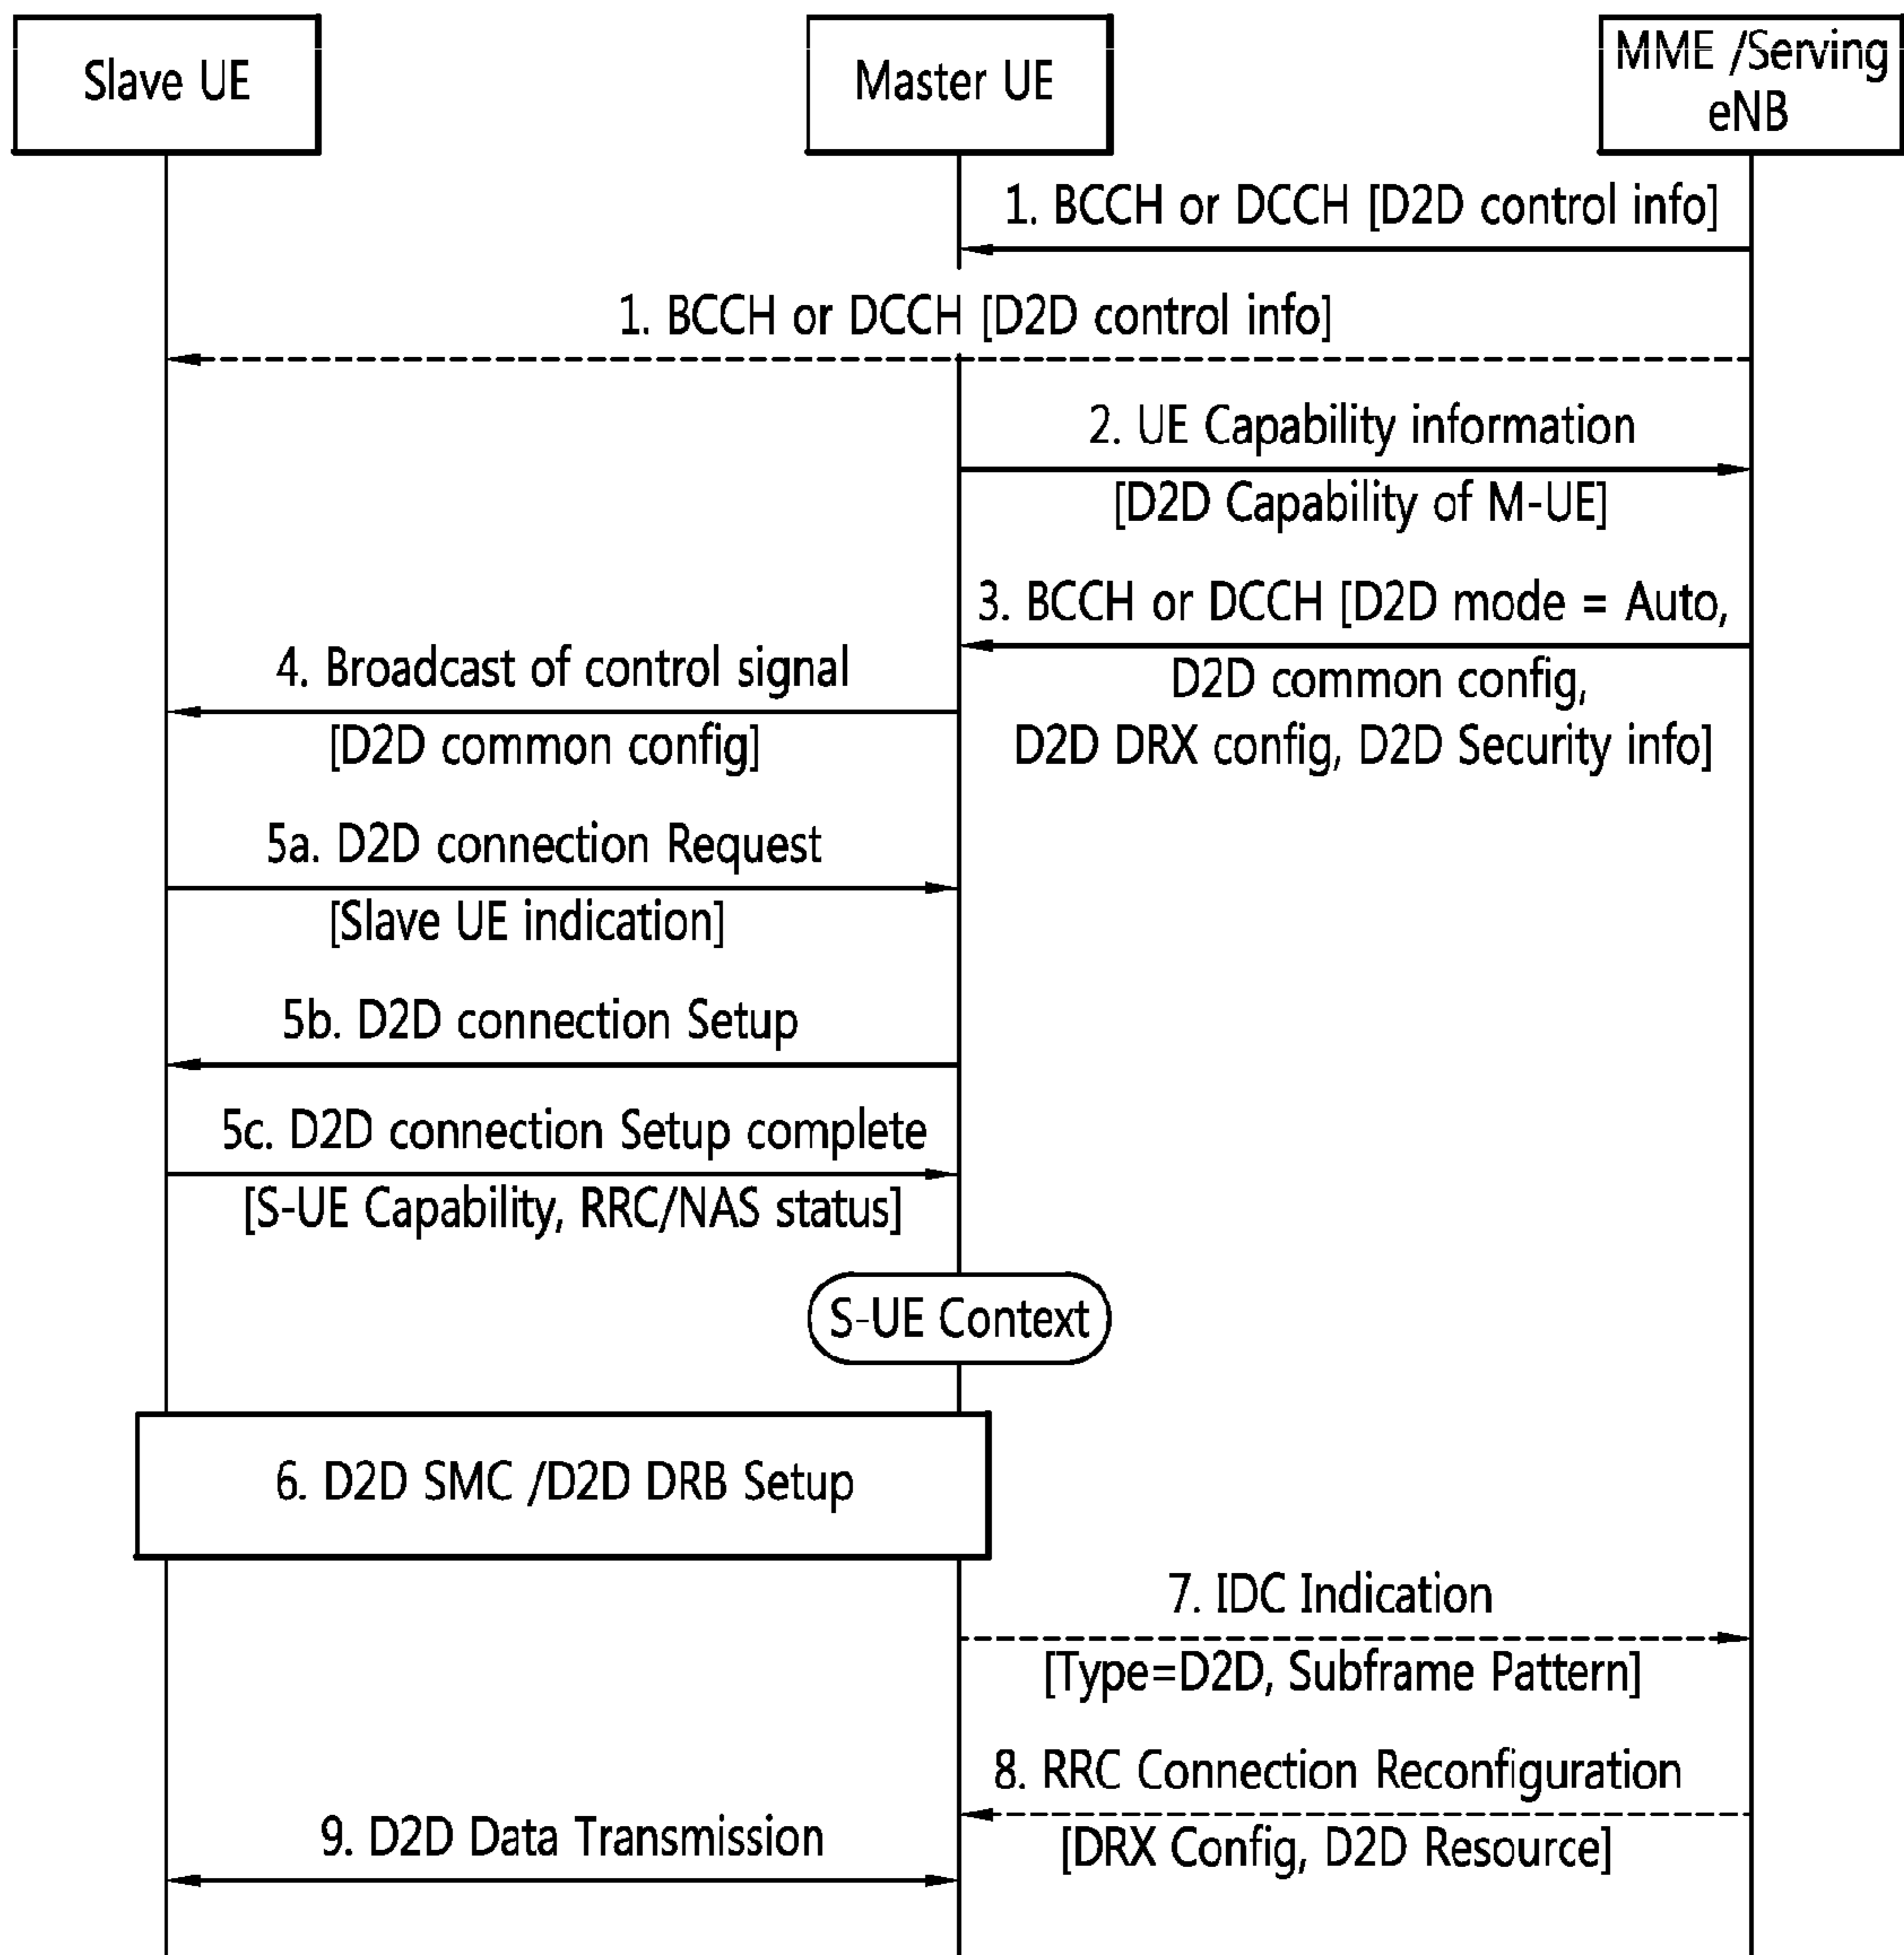 Slave UE
Master UE
MME /Serving
eNB
1. BCCH or DCCH [D2D control info]
1. BCCH or DCCH [D2D control info]
2. UE Capability information
[D2D Capability of M-UE]
3. BCCH or DCCH [D2D mode = Auto,
D2D common config,
D2D DRX config, D2D Security info]
4. Broadcast of control signal
[D2D common config]
5a. D2D connection Request
[Slave UE indication]
5b. D2D connection Setup
5c. D2D connection Setup complete
[S-UE Capability, RRC/NAS status]
S-UE Context
6. D2D SMC /D2D DRB Setup
7. IDC Indication
[Type=D2D, Subframe Pattern]
8. RRC Connection Reconfiguration
[DRX Config, D2D Resource]
9. D2D Data Transmission